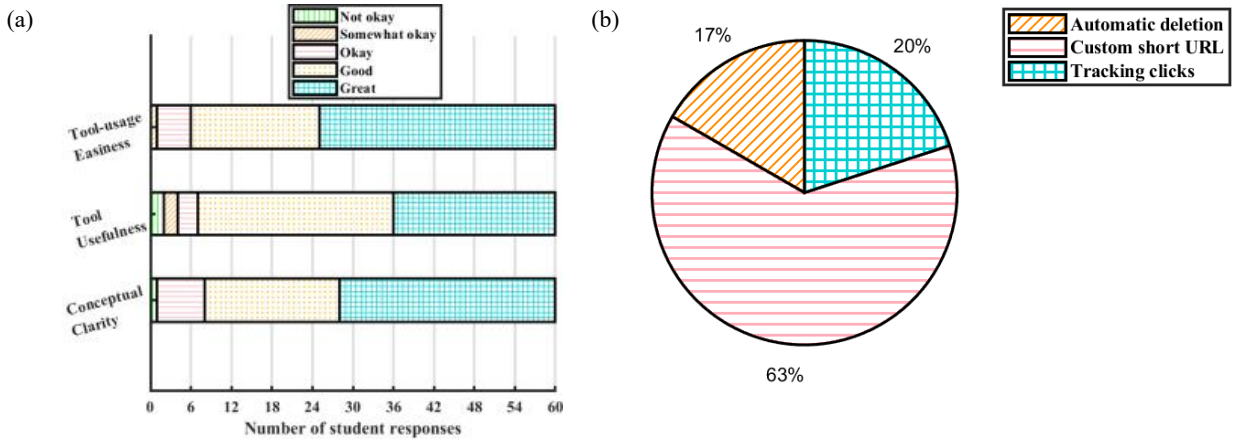 (a)
Not okay
Somewhat okay
Okay
Good
Great
Tool-usage
Easiness
Tool
Usefulness
Conceptual
Clarity
0 6 12 18 24 30 36 42 48 54 60
Number of student responses
(b)
17%
20%
63%
Automatic deletion
Custom short URL
Tracking clicks